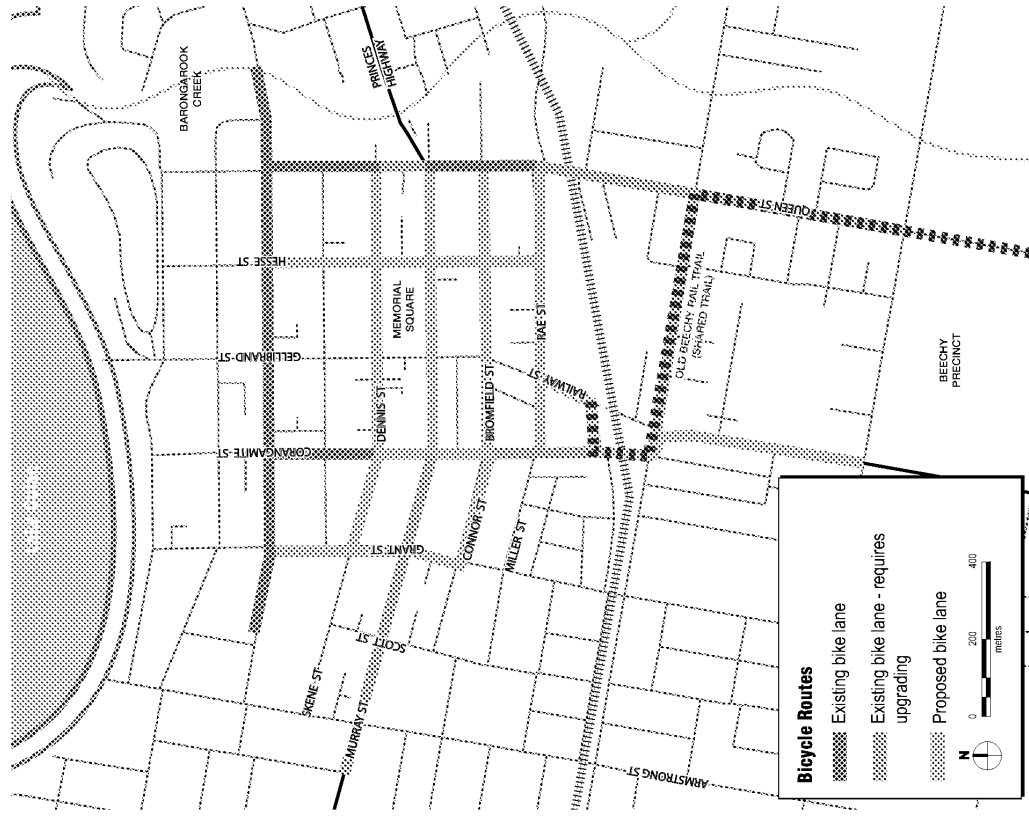 BARONGAROOK
CREEK
PRINCES
HIGHWAY
HESSE ST
MEMORIAL
SQUARE
GELLIBRAND ST
RAE ST
QUEEN ST
OLD BEECHY RAIL TRAIL
(SHARED TRAIL)
RAILWAY ST
DENNIS ST
BROMFIELD ST
CORANGAMITE ST
BEECHY
PRECINCT
GRANT ST
CONNOR ST
MILLER ST
SCOTT ST
SKENE ST
MURRAY ST
ARMSTRONG ST
Bicycle Routes
Existing bike lane
Existing bike lane - requires
upgrading
Proposed bike lane
N
0 200 400
metres